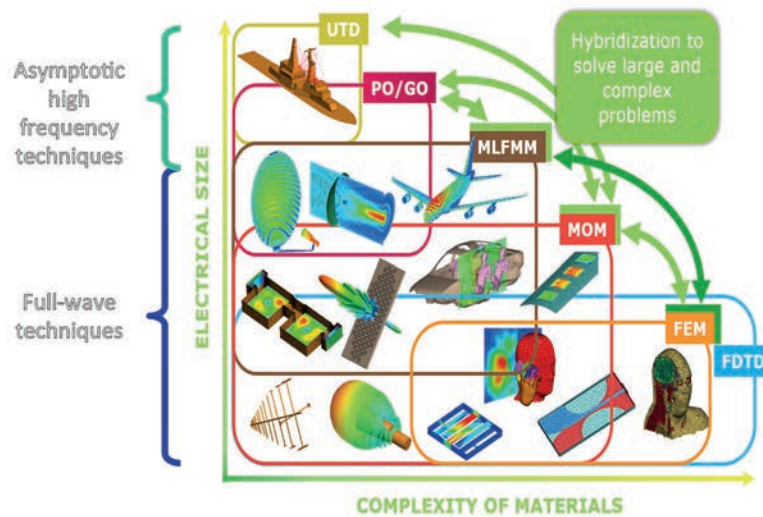 UTD
Hybridization to
solve large and
complex
problems
Asymptotic
high
frequency
techniques
PO/GO
MLFMM
ELECTRICAL SIZE
MOM
Full-wave
techniques
FEM
FDTD
COMPLEXITY OF MATERIALS